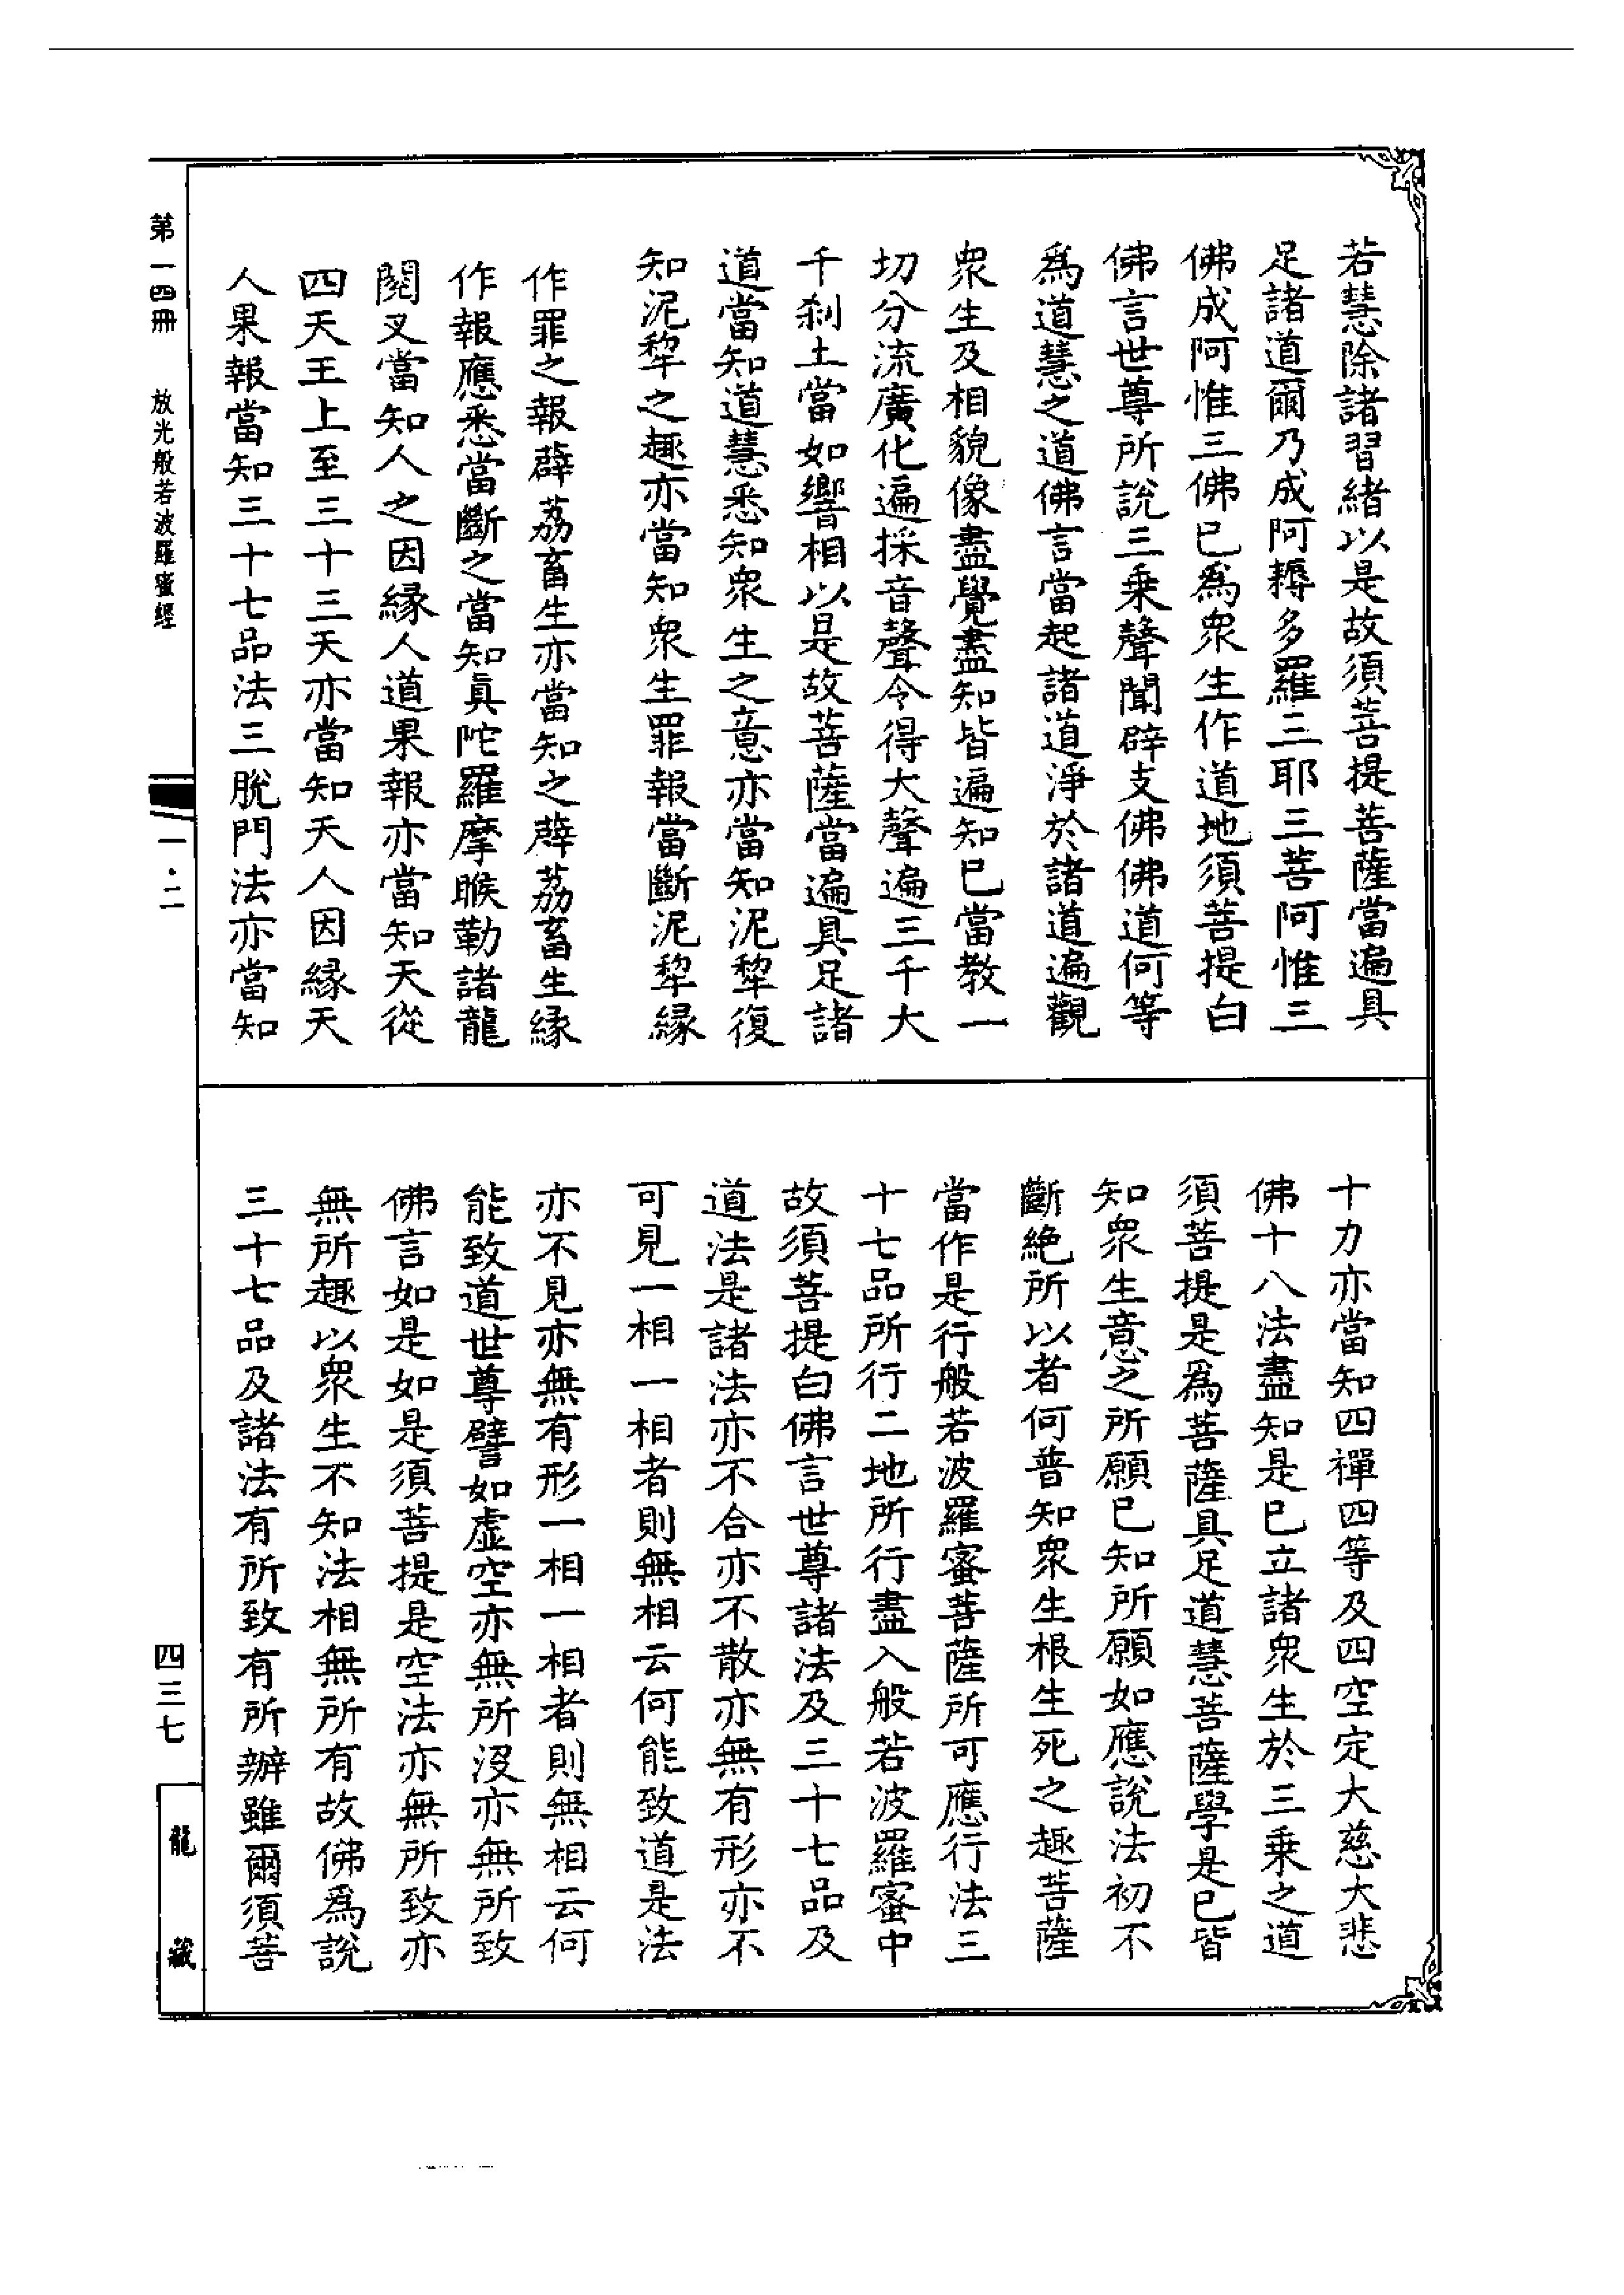 若慧除諸習緒以是故須菩提菩薩當遍具
足諸道爾乃成阿耨多羅三耶三菩阿惟三
佛成阿惟三佛已爲衆生作道地須菩提白
佛言世尊所說三乘聲聞辟支佛佛道何等
爲道慧之道佛言當起諸道淨於諸道遍觀
衆生及相貌像盡覺盡知皆遍知已當教一
切分流廣化遍採音聲令得大聲遍三千大
千刹土當如響相以是故菩薩當遍具足諸
道當知道慧悉知衆生之意亦當知泥犂復
知泥犂之趣亦當知衆生罪報當斷泥犂緣
作罪之報薜荔畜生亦當知之薜荔畜生緣
作報應悉當斷之當知眞陀羅摩睺勒諸龍
閱叉當知人之因緣人道果報亦當知天從
四天王上至三十三天亦當知天人因緣天
人果報當知三十七品法三脫門法亦當知
十力亦當知四禪四等及四空定大慈大悲
佛十八法盡知是已立諸衆生於三乘之道
須菩提是爲菩薩具足道慧菩薩學是已皆
知衆生意之所願已知所願如應說法初不
斷絶所以者何普知衆生根生死之趣菩薩
當作是行般若波羅蜜菩薩所可應行法三
十七品所行二地所行盡入般若波羅蜜中
故須菩提白佛言世尊諸法及三十七品及
道法是諸法亦不合亦不散亦無有形亦不
可見一相一相者則無相云何能致道是法
亦不見亦無有形一相一相者則無相云何
能致道世尊譬如虛空亦無所沒亦無所致
佛言如是如是須菩提是空法亦無所致亦
無所趣以衆生不知法相無所有故佛爲說
三十七品及諸法有所致有所辦雖爾須菩
第一四冊 放光般若波羅蜜經
一·二
四三七
龍藏